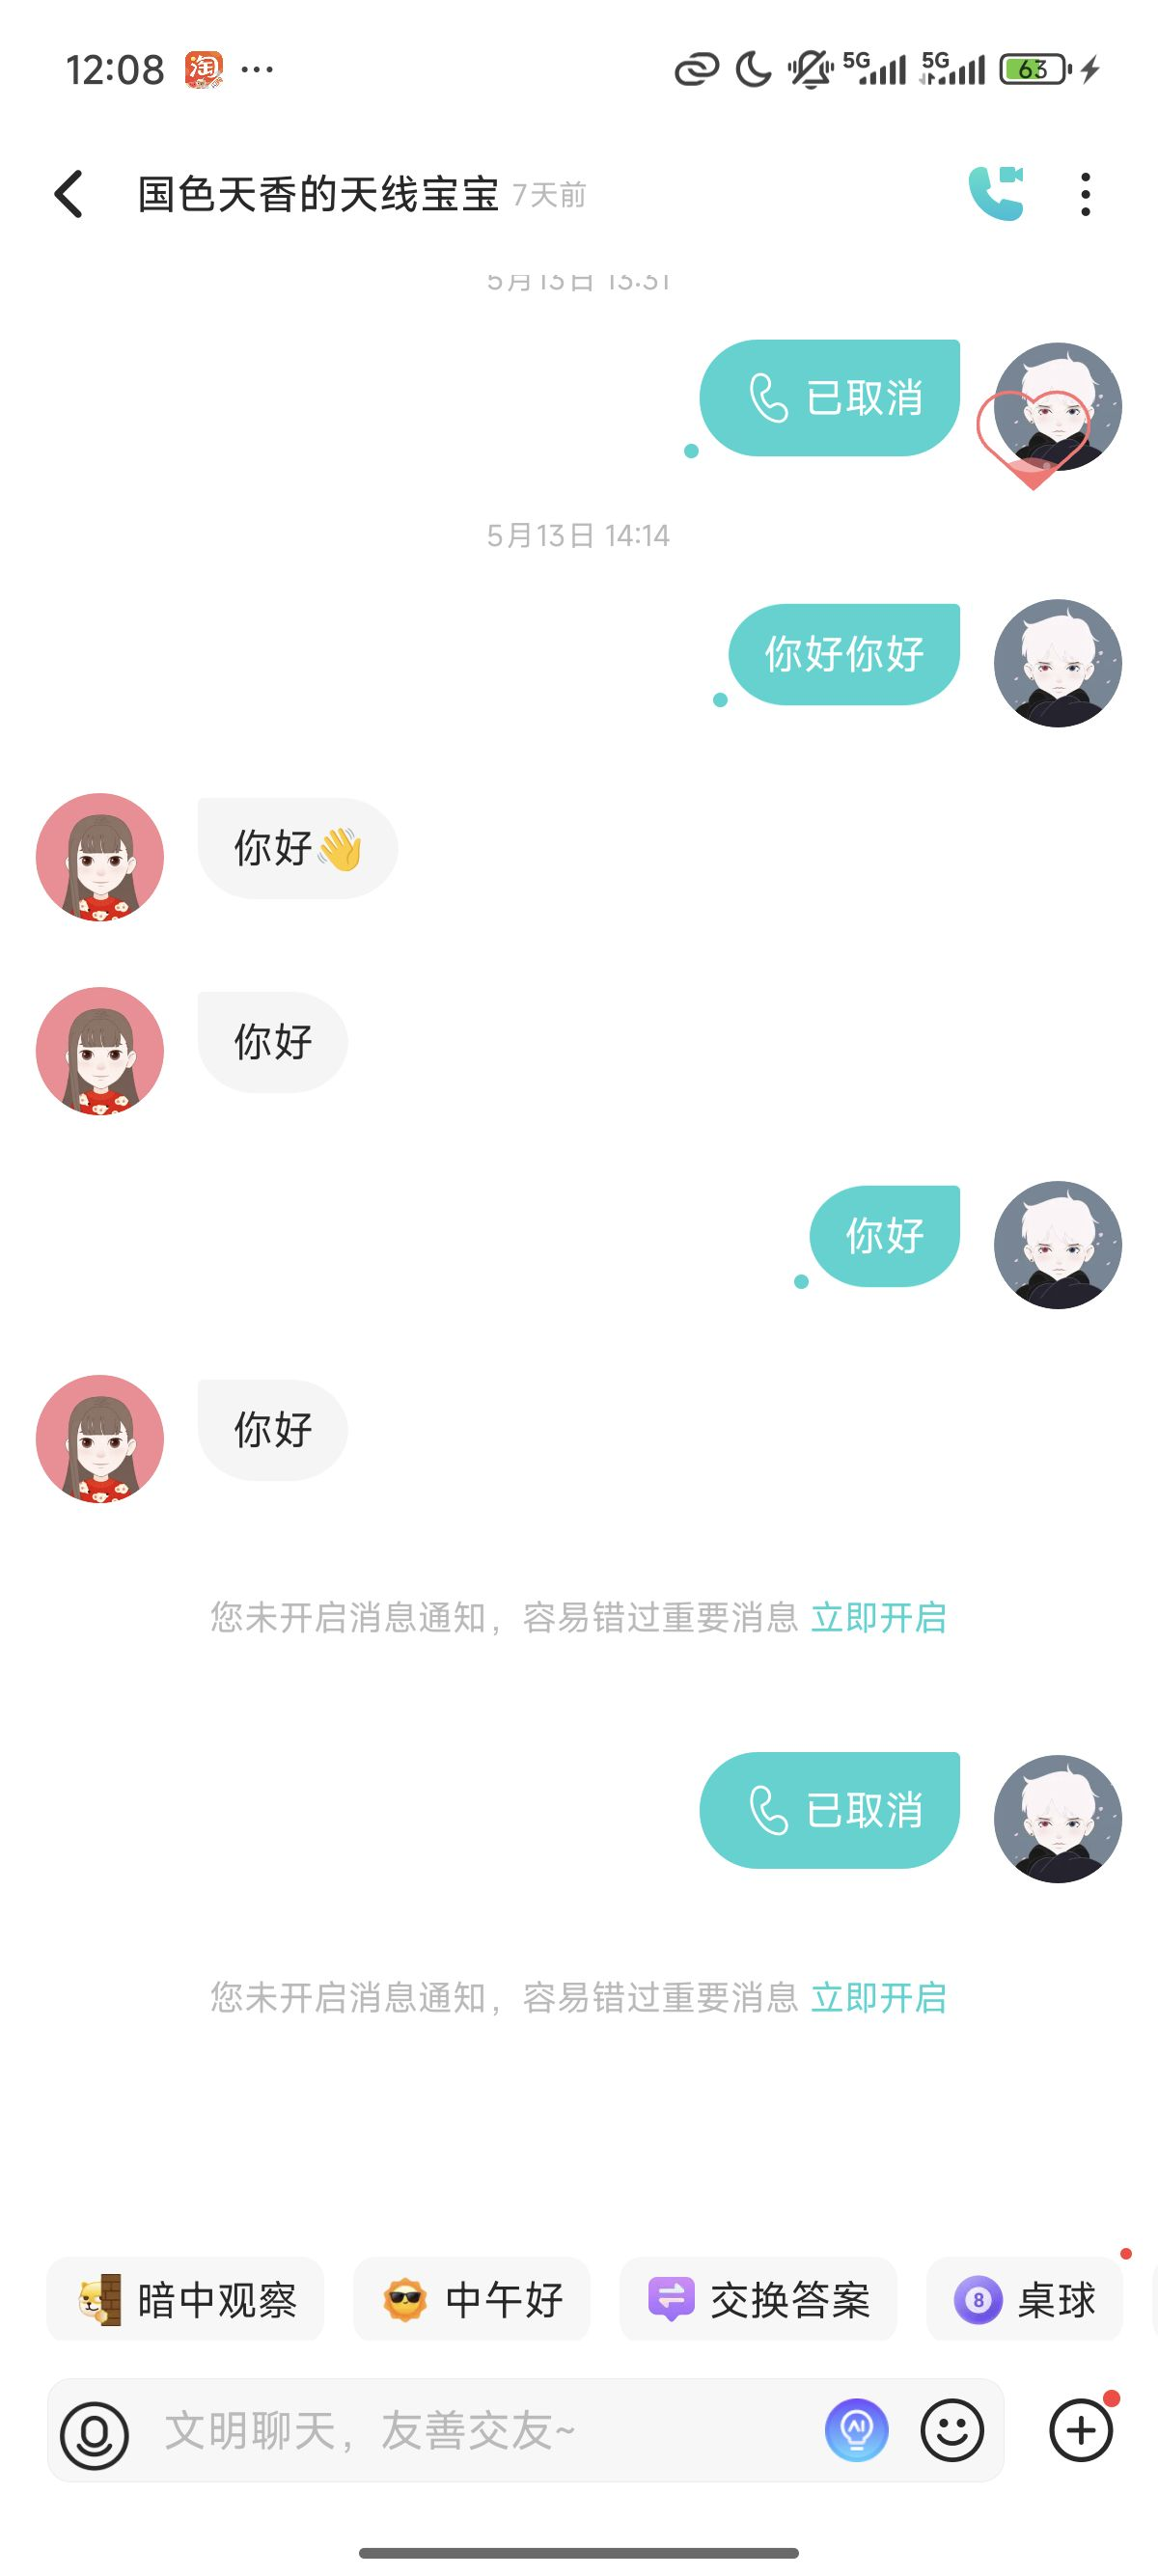 12:08 淘 ···
5G 5G 63
国色天香的天线宝宝 7天前
5月13日 13:31
已取消
5月13日 14:14
你好你好
你好👋
你好
你好
你好
您未开启消息通知，容易错过重要消息 立即开启
已取消
您未开启消息通知，容易错过重要消息 立即开启
暗中观察 中午好 交换答案 8 桌球
文明聊天，友善交友~ AI